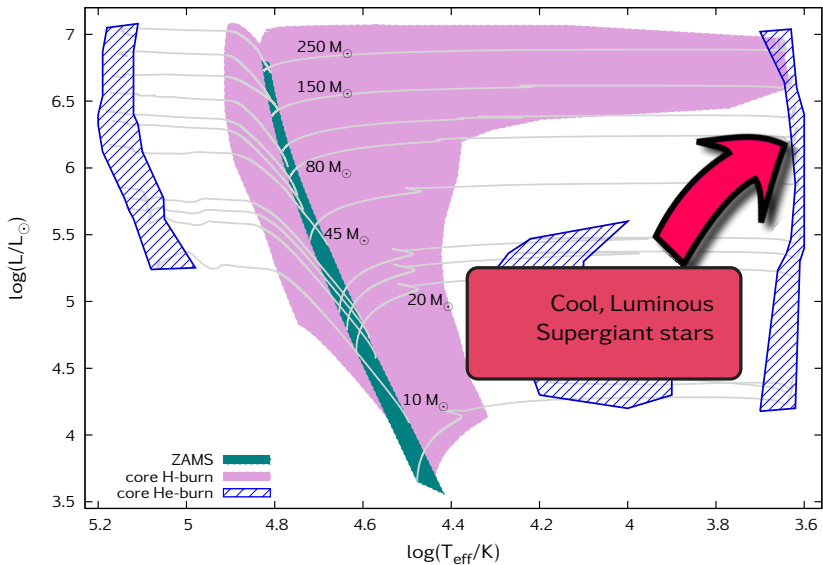 7
6.5
6
5.5
5
4.5
4
3.5
log(L/L☉)
250 M☉
150 M☉
80 M☉
45 M☉
20 M☉
10 M☉
Cool, Luminous
Supergiant stars
ZAMS
core H-burn
core He-burn
5.2 5 4.8 4.6 4.4 4.2 4 3.8 3.6
log(Teff/K)